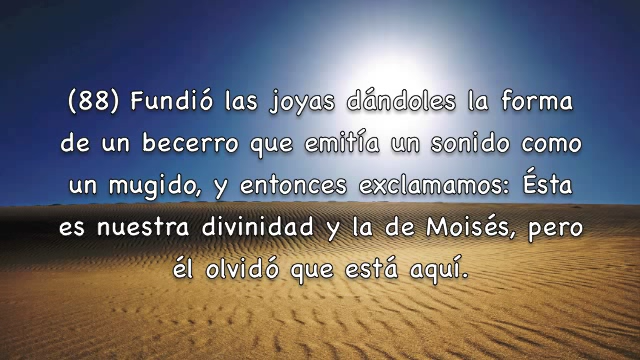 (88) Fundió las joyas dándoles la forma
de un becerro que emitía un sonido como
un mugido, y entonces exclamamos: Ésta
es nuestra divinidad y la de Moisés, pero
él olvidó que está aquí.